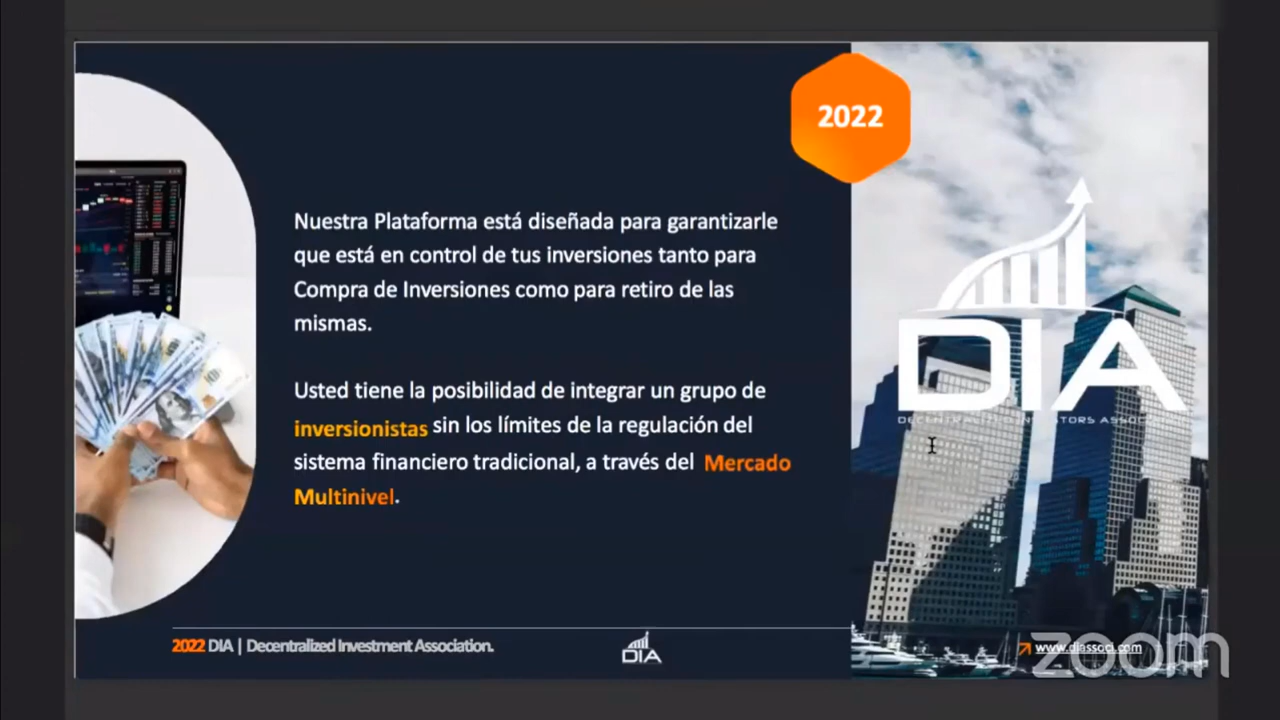 2022
Nuestra Plataforma está diseñada para garantizarle
que está en control de tus inversiones tanto para
Compra de Inversiones como para retiro de las
mismas.
Usted tiene la posibilidad de integrar un grupo de
inversionistas sin los límites de la regulación del
sistema financiero tradicional, a través del Mercado
Multinivel.
DIA
DECENTRALIZED INVESTORS
2022 DIA | Decentralized Investment Association.
DIA
www.diassoci.com
zoom